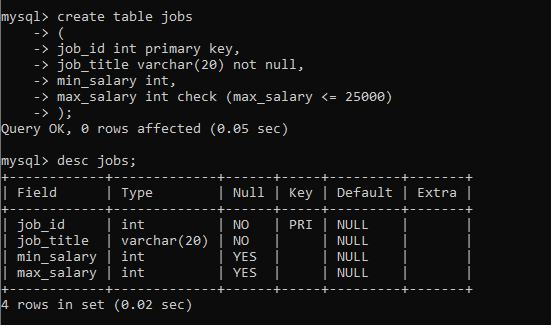 mysql> create table jobs
    -> (
    -> job_id int primary key,
    -> job_title varchar(20) not null,
    -> min_salary int,
    -> max_salary int check (max_salary <= 25000)
    -> );
Query OK, 0 rows affected (0.05 sec)

mysql> desc jobs;
+------------+-------------+------+-----+---------+-------+
| Field      | Type        | Null | Key | Default | Extra |
+------------+-------------+------+-----+---------+-------+
| job_id     | int         | NO   | PRI | NULL    |       |
| job_title  | varchar(20) | NO   |     | NULL    |       |
| min_salary | int         | YES  |     | NULL    |       |
| max_salary | int         | YES  |     | NULL    |       |
+------------+-------------+------+-----+---------+-------+
4 rows in set (0.02 sec)